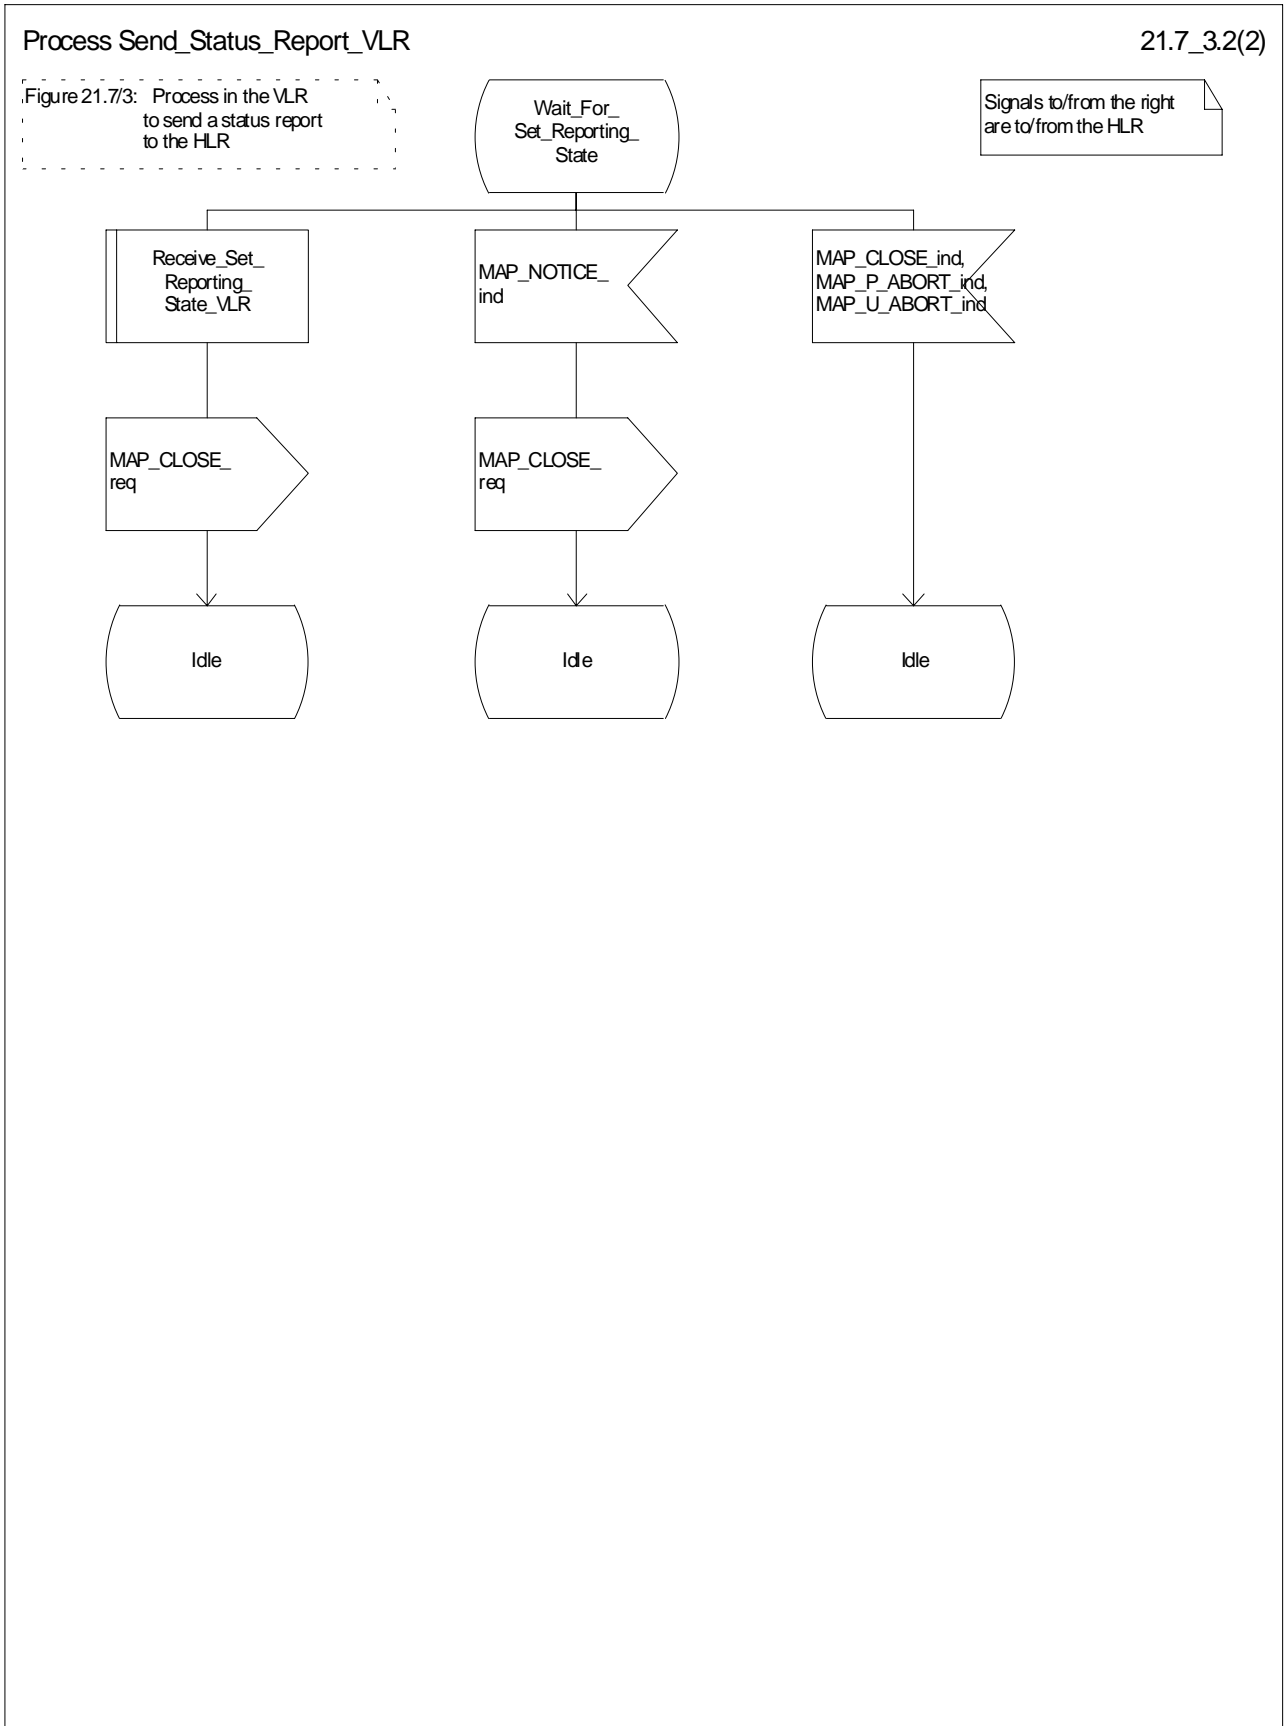 Process Send_Status_Report_VLR
21.7_3.2(2)
Figure 21.7/3: Process in the VLR
to send a status report
to the HLR
Wait_For_
Set_Reporting_
State
Signals to/from the right
are to/from the HLR
Receive_Set_
Reporting_
State_VLR
MAP_NOTICE_
ind
MAP_CLOSE_ind,
MAP_P_ABORT_ind,
MAP_U_ABORT_ind
MAP_CLOSE_
req
MAP_CLOSE_
req
Idle
Idle
Idle